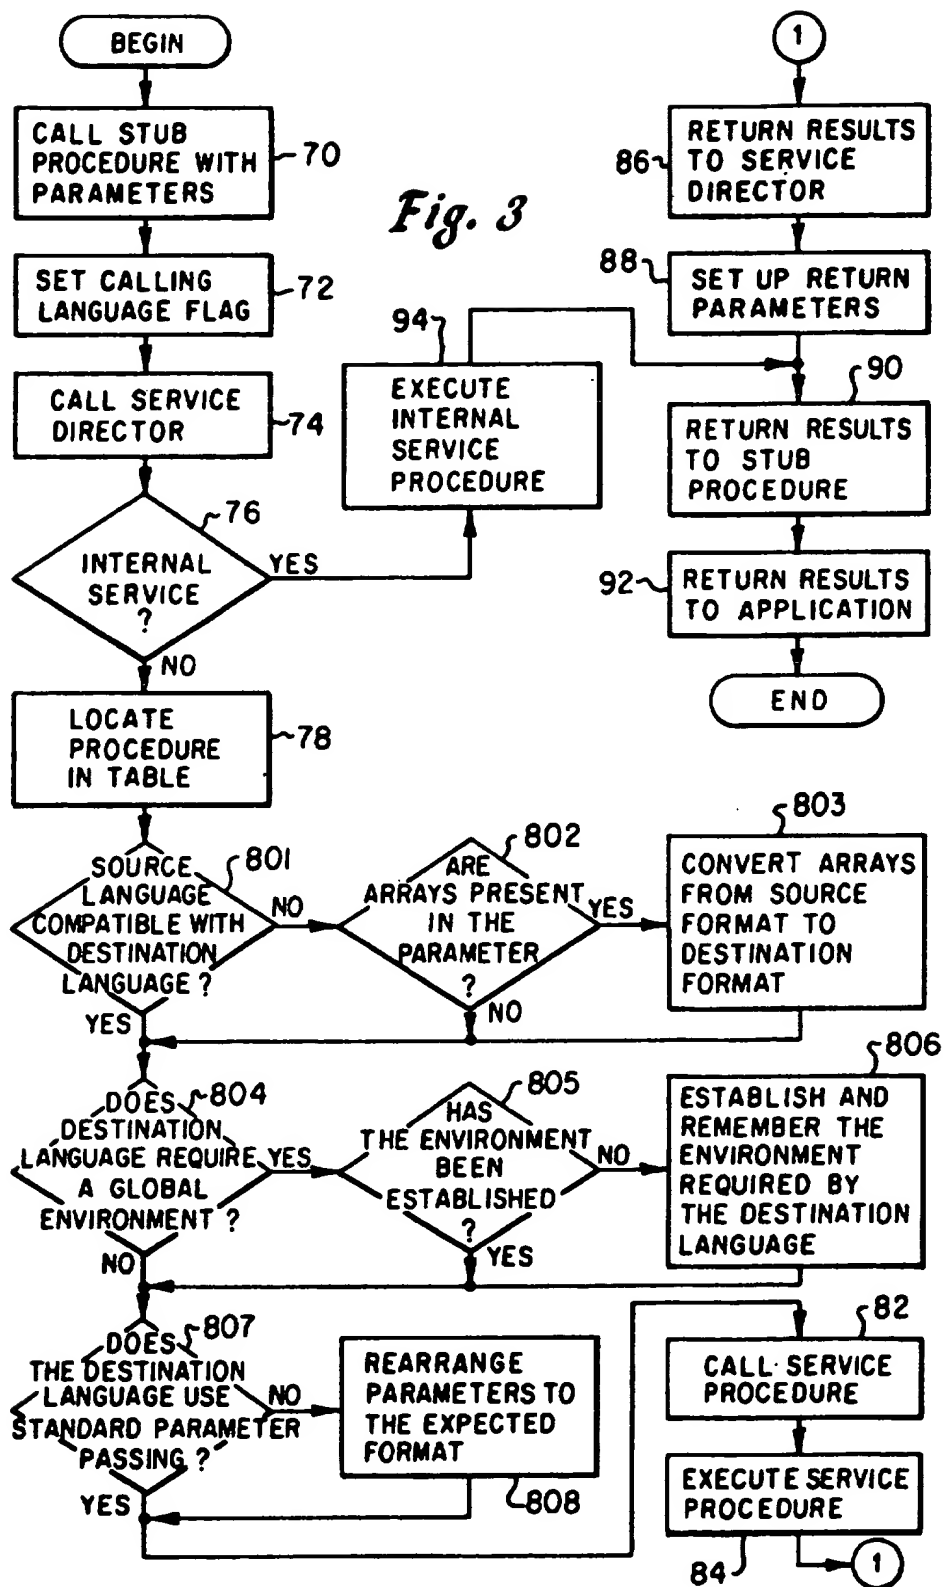 BEGIN
CALL STUB
PROCEDURE WITH
PARAMETERS
70
SET CALLING
LANGUAGE FLAG
72
CALL SERVICE
DIRECTOR
74
76
INTERNAL
SERVICE
?
YES
NO
LOCATE
PROCEDURE
IN TABLE
78
Fig. 3
94
EXECUTE
INTERNAL
SERVICE
PROCEDURE
1
RETURN RESULTS
TO SERVICE
DIRECTOR
86
88
SET UP RETURN
PARAMETERS
90
RETURN RESULTS
TO STUB
PROCEDURE
92
RETURN RESULTS
TO APPLICATION
END
801
SOURCE
LANGUAGE
COMPATIBLE WITH
DESTINATION
LANGUAGE ?
NO
YES
802
ARE
ARRAYS PRESENT
IN THE
PARAMETER
?
YES
NO
803
CONVERT ARRAYS
FROM SOURCE
FORMAT TO
DESTINATION
FORMAT
804
DOES
DESTINATION
LANGUAGE REQUIRE
A GLOBAL
ENVIRONMENT ?
YES
NO
805
HAS
THE ENVIRONMENT
BEEN
ESTABLISHED
?
NO
YES
806
ESTABLISH AND
REMEMBER THE
ENVIRONMENT
REQUIRED BY
THE DESTINATION
LANGUAGE
807
DOES
THE DESTINATION
LANGUAGE USE
STANDARD PARAMETER
PASSING ?
NO
YES
REARRANGE
PARAMETERS TO
THE EXPECTED
FORMAT
808
82
CALL SERVICE
PROCEDURE
EXECUTE SERVICE
PROCEDURE
84
1